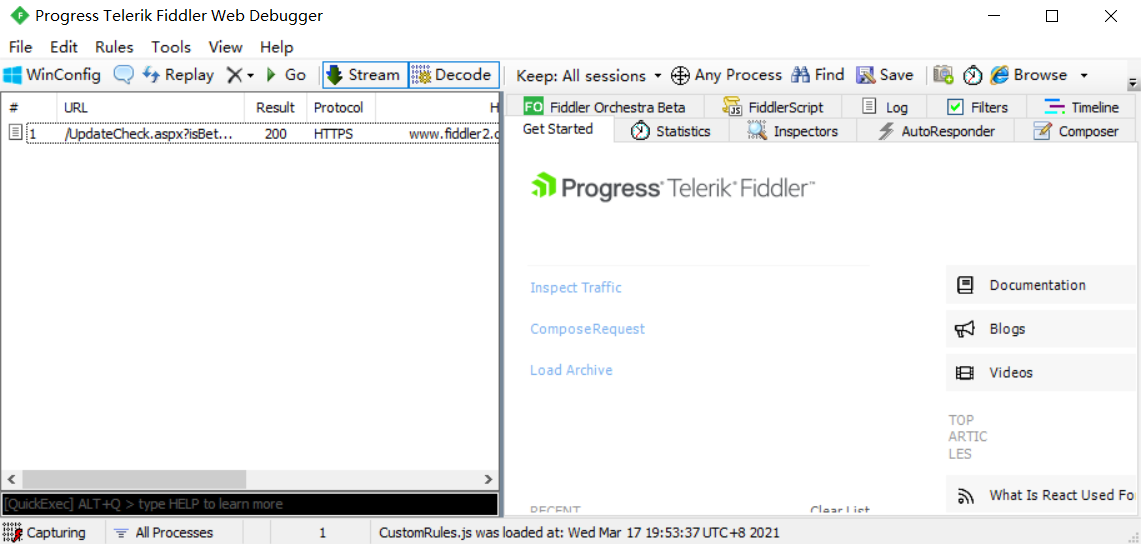 Progress Telerik Fiddler Web Debugger
File Edit Rules Tools View Help
WinConfig Replay Go Stream Decode Keep: All sessions Any Process Find Save Browse
# URL Result Protocol H
1 /UpdateCheck.aspx?isBet... 200 HTTPS www.fiddler2.c
FO Fiddler Orchestra Beta JS FiddlerScript Log Filters Timeline
Get Started Statistics Inspectors AutoResponder Composer
Progress® Telerik® Fiddler™
Inspect Traffic
ComposeRequest
Load Archive
Documentation
Blogs
Videos
TOP
ARTIC
LES
What Is React Used Fo
RECENT Clear List
[QuickExec] ALT+Q > type HELP to learn more
Capturing All Processes 1 CustomRules.js was loaded at: Wed Mar 17 19:53:37 UTC+8 2021